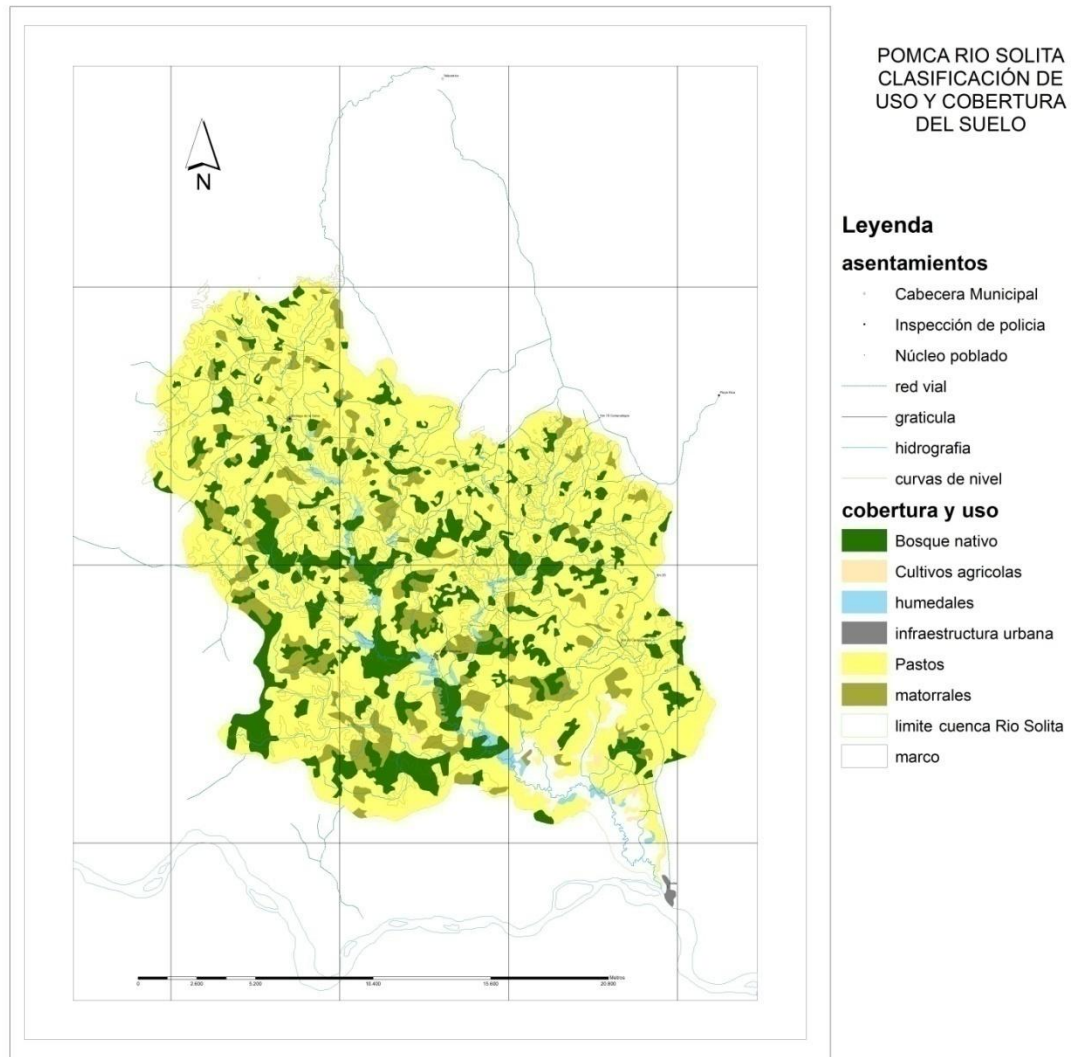 POMCA RIO SOLITA
CLASIFICACIÓN DE
USO Y COBERTURA
DEL SUELO
N
Leyenda
asentamientos
Cabecera Municipal
Inspección de policia
Núcleo poblado
red vial
graticula
hidrografia
curvas de nivel
cobertura y uso
Bosque nativo
Cultivos agricolas
humedales
infraestructura urbana
Pastos
matorrales
limite cuenca Rio Solita
marco
Metros
0 2.600 5.200 10.400 15.600 20.800